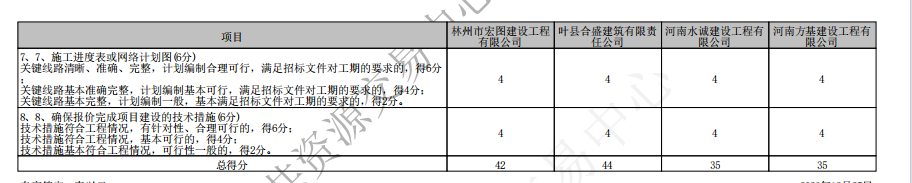 项目 林州市宏图建设工程有限公司 叶县合盛建筑有限责任公司 河南水诚建设工程有限公司 河南方基建设工程有限公司
7、7、施工进度表或网络计划图(6分)
关键线路清晰、准确、完整，计划编制合理可行，满足招标文件对工期的要求的，得6分
；
关键线路基本准确完整，计划编制基本可行，满足招标文件对工期的要求的，得4分；
关键线路基本完整，计划编制一般，基本满足招标文件对工期的要求的，得2分。
4 4 4 4
8、8、确保报价完成项目建设的技术措施(6分)
技术措施符合工程情况，有针对性、合理可行的，得6分；
技术措施符合工程情况，基本可行的，得4分；
技术措施基本符合工程情况，可行性一般的，得2分。
4 4 4 4
总得分 42 44 35 35
共资源交易中心
易中心